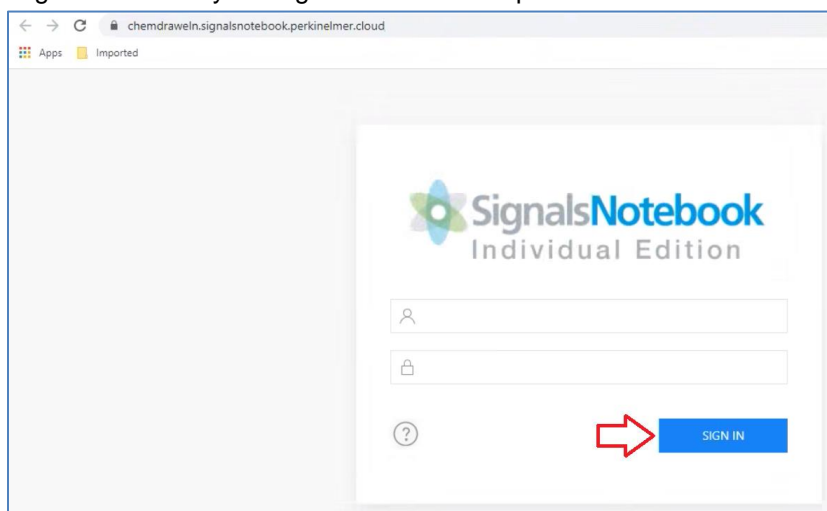 chemdraweln.signalsnotebook.perkinelmer.cloud
Apps Imported
SignalsNotebook
Individual Edition
?
SIGN IN